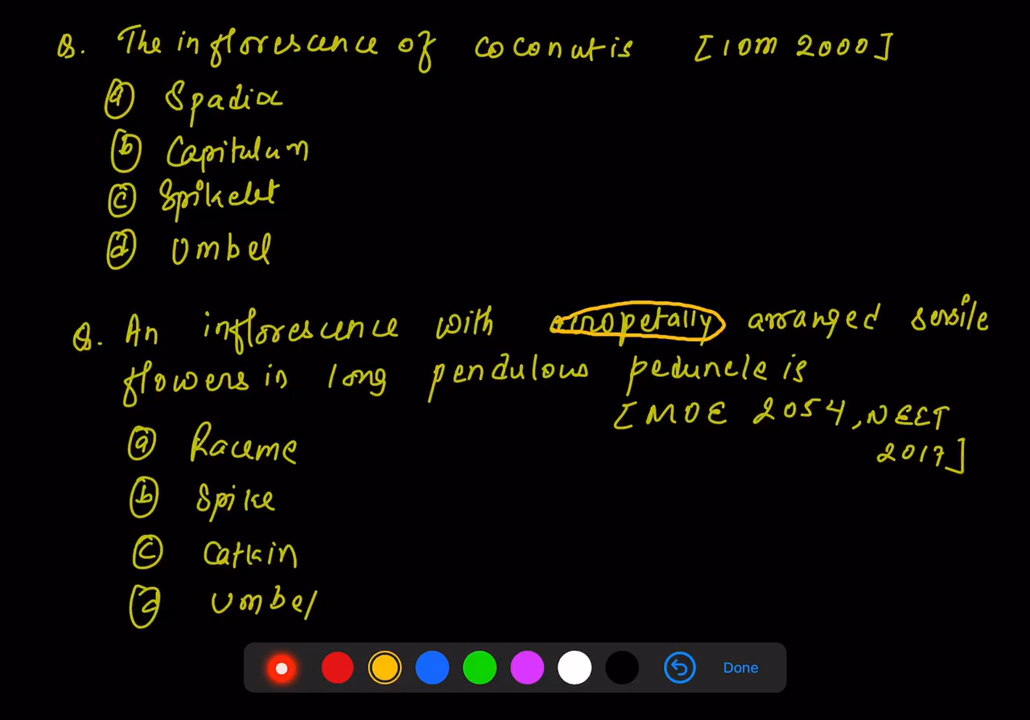 Q. The inflorescence of coconut is [IOM 2000]
(a) Spadix
(b) Capitulum
(c) Spikelet
(d) Umbel
Q. An inflorescence with acropetally arranged sessile
flowers in long pendulous peduncle is
[MOE 2054, NEET
2017]
(a) Raceme
(b) Spike
(c) Catkin
(d) Umbel
Done